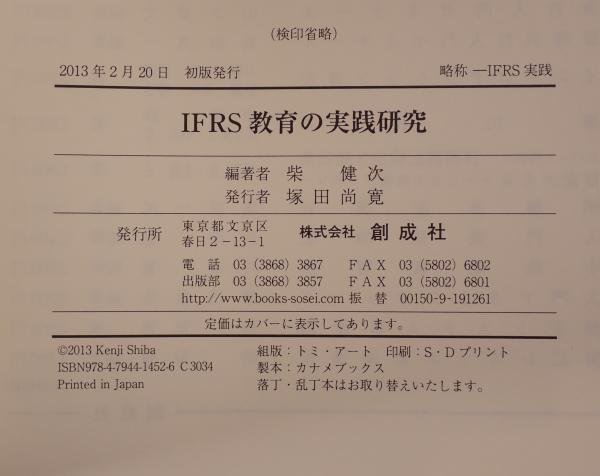 (検印省略)
2013年2月20日　初版発行　略称 ―IFRS実践
IFRS 教育の実践研究
編著者　柴　健次
発行者　塚田尚寛
発行所　東京都文京区春日2－13－1　株式会社 創成社
電　話　03 (3868) 3867　ＦＡＸ　03 (5802) 6802
出版部　03 (3868) 3857　ＦＡＸ　03 (5802) 6801
http://www.books-sosei.com 振　替　00150-9-191261
定価はカバーに表示してあります。
©2013 Kenji Shiba　組版：トミ・アート　印刷：S・Dプリント
ISBN978-4-7944-1452-6 C3034　製本：カナメブックス
Printed in Japan　落丁・乱丁本はお取り替えいたします。